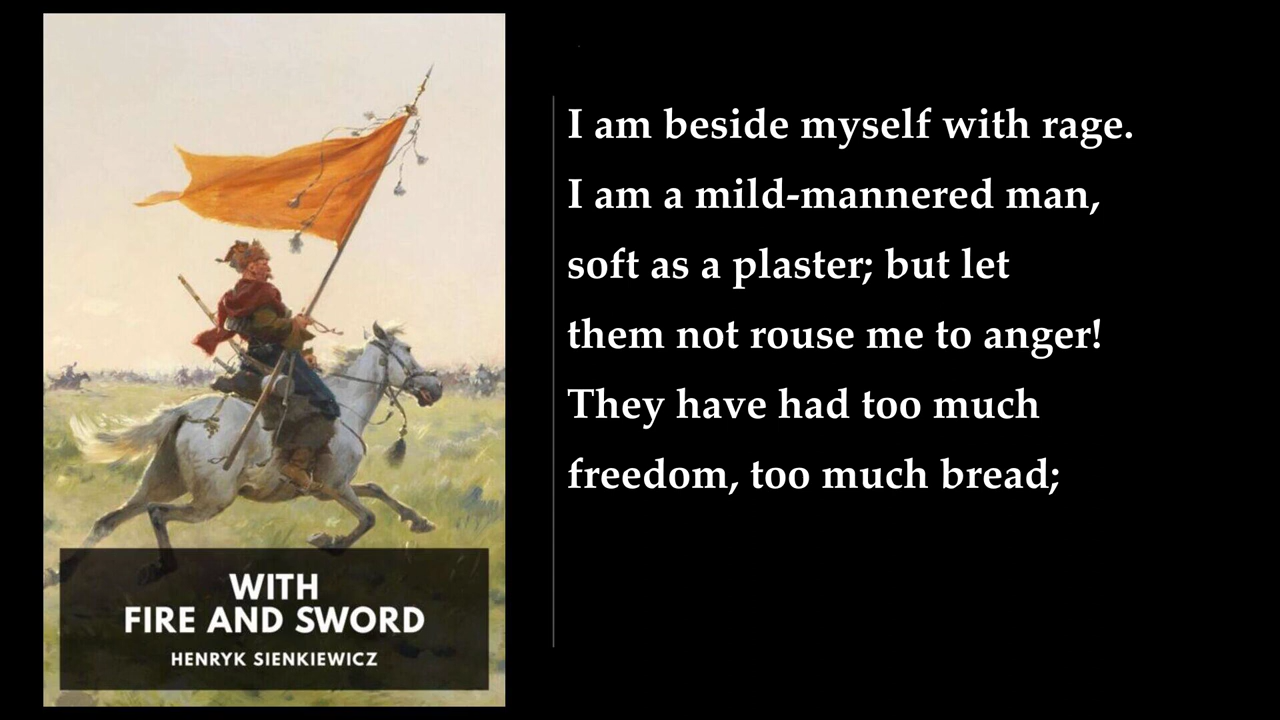 I am beside myself with rage.
I am a mild-mannered man,
soft as a plaster; but let
them not rouse me to anger!
They have had too much
freedom, too much bread;
WITH
FIRE AND SWORD
HENRYK SIENKIEWICZ